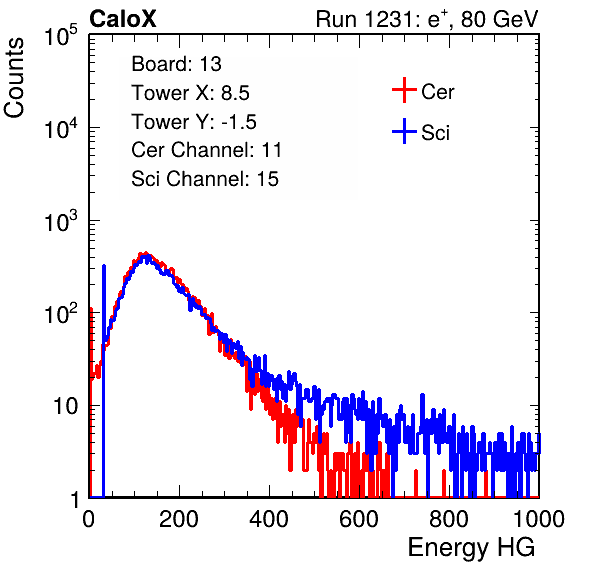 CaloX Run 1231: e⁺, 80 GeV
Counts
Board: 13
Tower X: 8.5
Tower Y: -1.5
Cer Channel: 11
Sci Channel: 15
Cer
Sci
10⁵
10⁴
10³
10²
10
1
0 200 400 600 800 1000
Energy HG